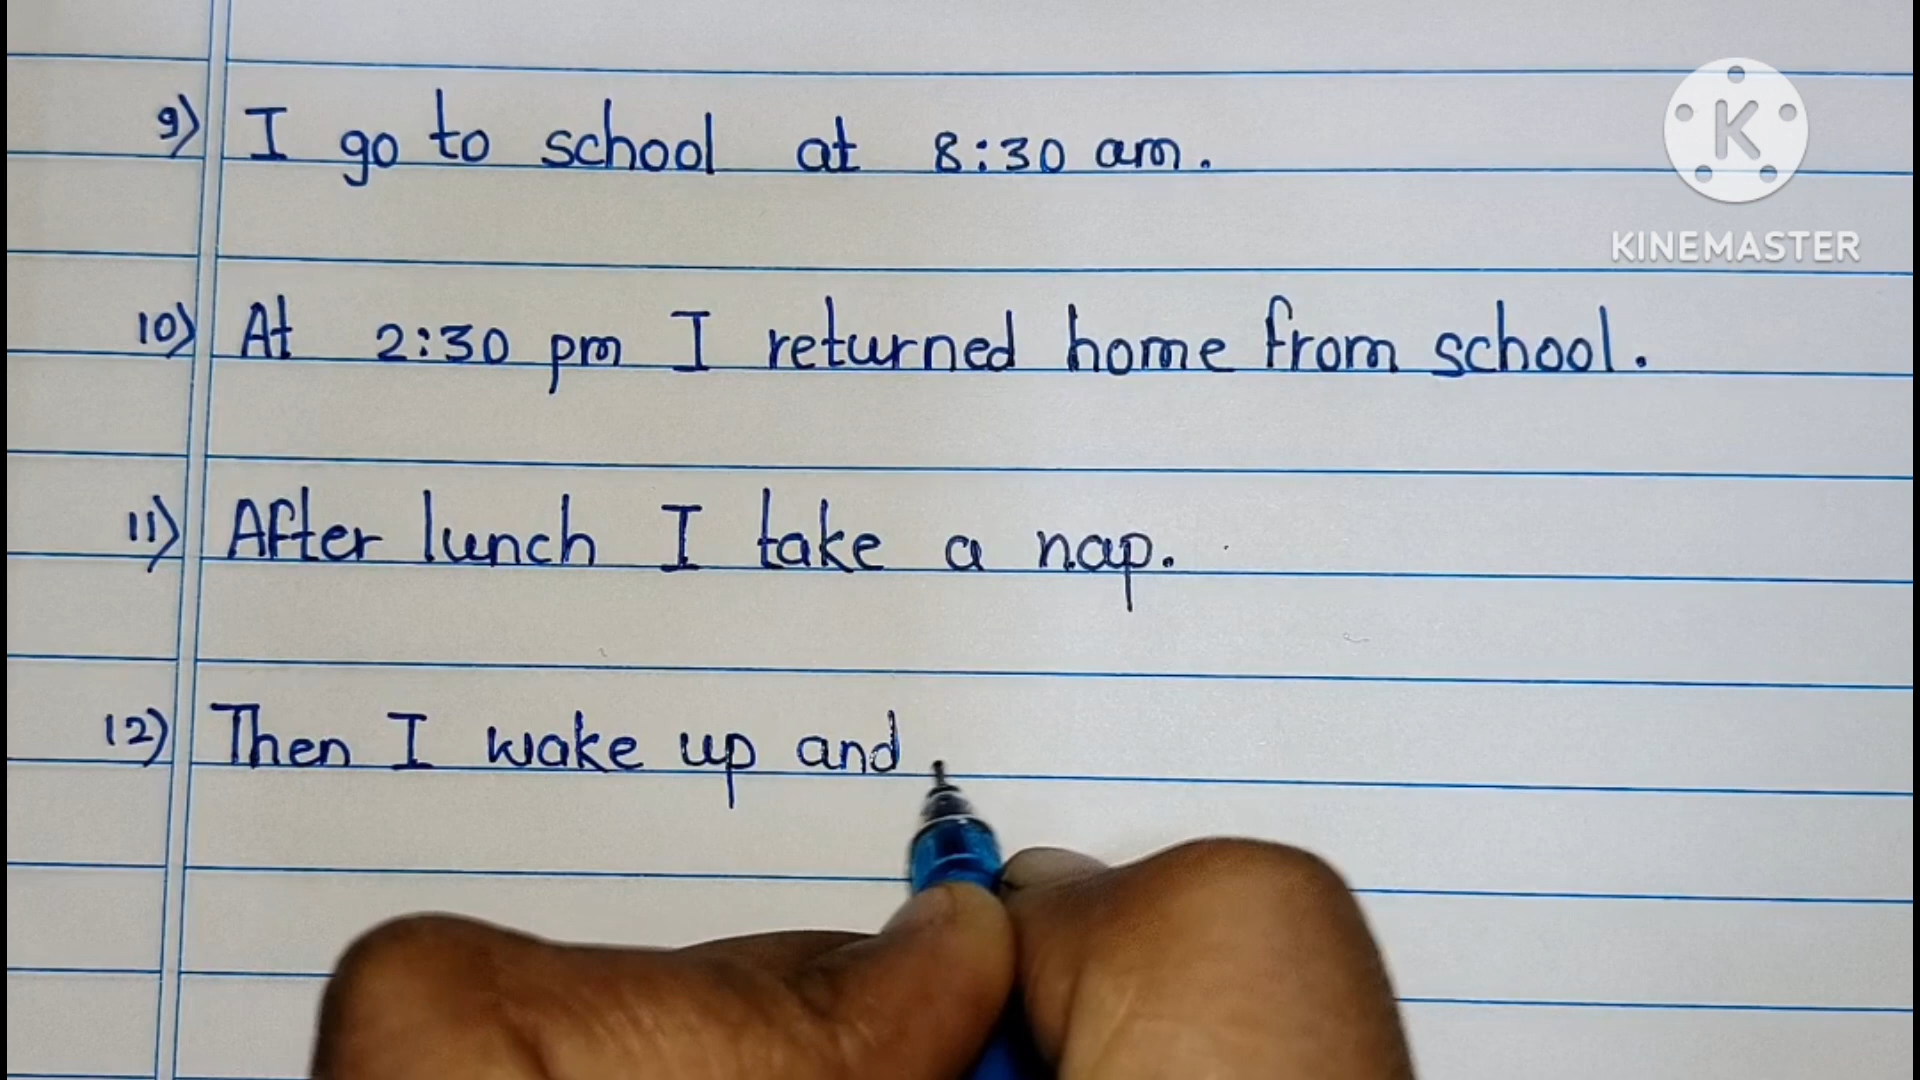 9) I go to school at 8:30 am.
KINEMASTER
10) At 2:30 pm I returned home from school.
11) After lunch I take a nap.
12) Then I wake up and